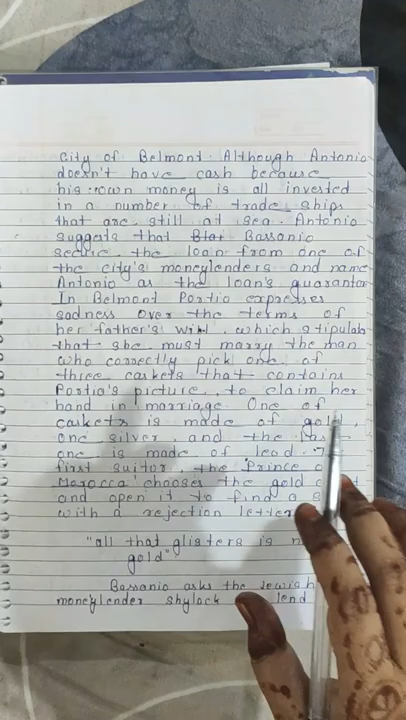 City of Belmont. Although Antonio
doesn't have cash because
his own money is all invested
in a number of trade ships
that are still at sea. Antonio
suggests that Bassanio
secure the loan from one of
the city's moneylenders and name
Antonio as the loan's guarantor
In Belmont Portio expresses
sadness over the terms of
her father's will, which stipulats
that she must marry the man
who correctly pick one of
three caskets that contains
Portia's picture, to claim her
hand in marriage. One of
caskets is made of gold,
one silver, and the
one is made of lead.
first suitor, the Prince
Morocca chooses the gold
and open it to find a
with a rejection letter
"all that glisters is
gold"
Bassanio asks the Jewish
moneylender shylock lend